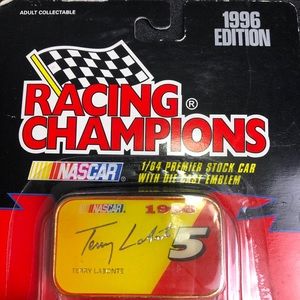 ADULT COLLECTABLE
1996
EDITION
RACING®
CHAMPIONS
NASCAR
1/64 PREMIER STOCK CAR
WITH DIE CAST EMBLEM
NASCAR 1996
Terry Labonte 5
TERRY LABONTE